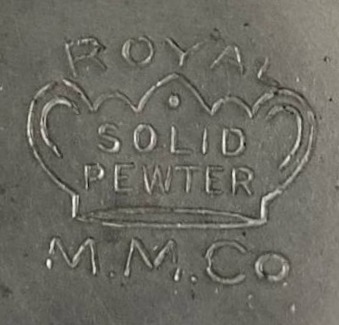 ROYAL
SOLID
PEWTER
M.M.Co